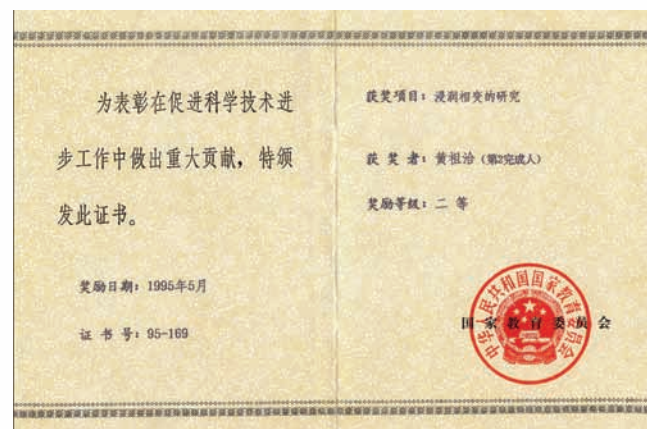 为表彰在促进科学技术进
步工作中做出重大贡献，特颁
发此证书。
奖励日期：1995年5月
证 书 号：95-169
获奖项目：浸润相变的研究
获 奖 者：黄祖洽（第2完成人）
奖励等级：二 等
中华人民共和国国家教育委员会
国 家 教 育 委 员 会